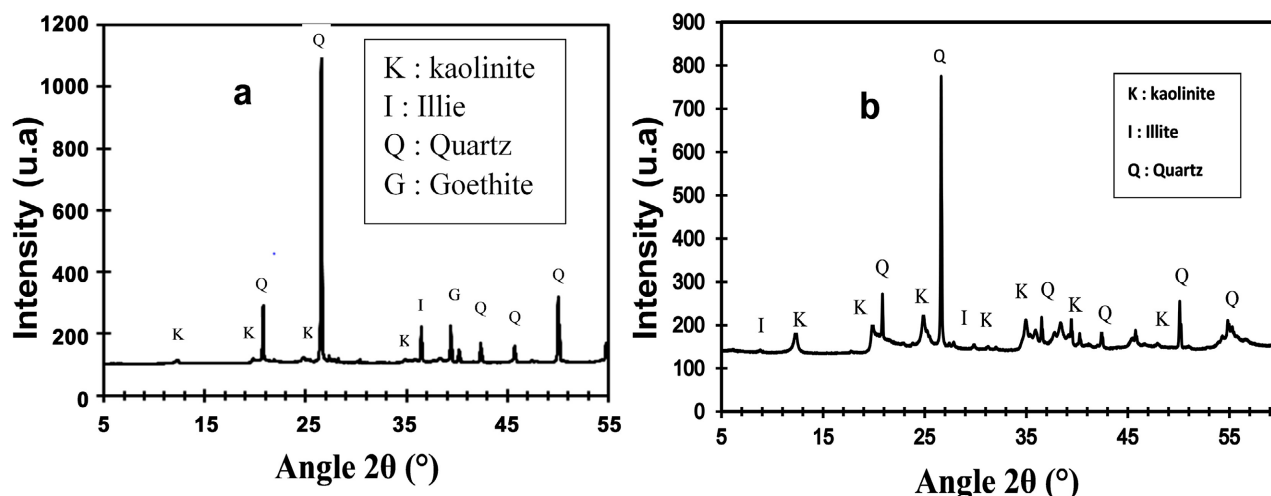 1200
1000
800
600
400
200
0
Intensity (u.a)
a
K : kaolinite
I : Illie
Q : Quartz
G : Goethite
K
K
Q
K
Q
K
I
G
Q
Q
Q
5
15
25
35
45
55
Angle 2θ (°)
900
800
700
600
500
400
300
200
100
0
Intensity (u.a)
b
K : kaolinite
I : Illite
Q : Quartz
I
K
K
Q
K
Q
I
K
K
Q
K
Q
K
Q
Q
5
15
25
35
45
55
Angle 2θ (°)